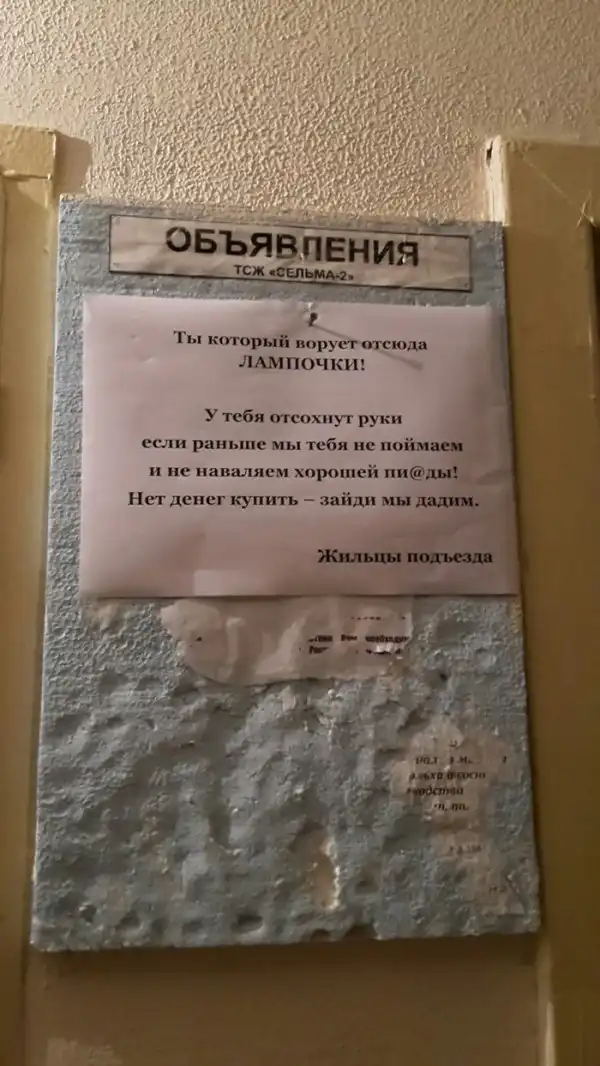 ОБЪЯВЛЕНИЯ
ТСЖ «СЕЛЬМА-2»
Ты который ворует отсюда
ЛАМПОЧКИ!
У тебя отсохнут руки
если раньше мы тебя не поймаем
и не наваляем хорошей пи@ды!
Нет денег купить – зайди мы дадим.
Жильцы подъезда